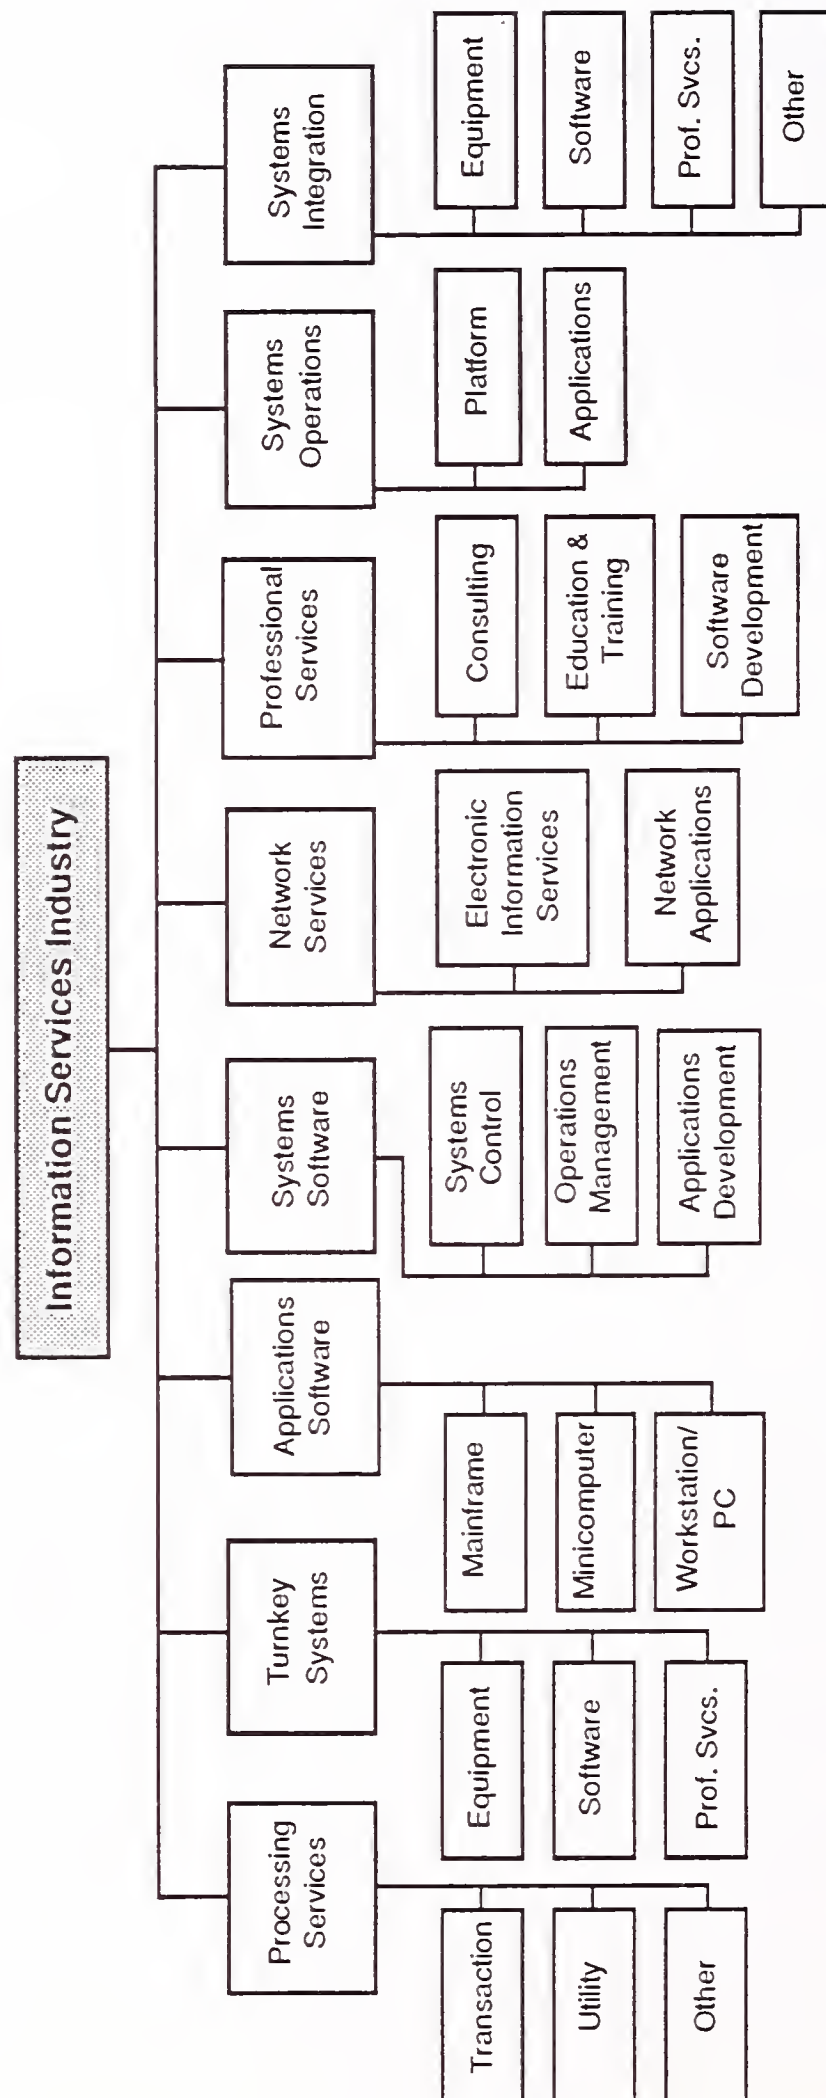 Information Services Industry
Processing
Services
Transaction
Utility
Other
Turnkey
Systems
Equipment
Software
Prof. Svcs.
Applications
Software
Mainframe
Minicomputer
Workstation/
PC
Systems
Software
Systems
Control
Operations
Management
Applications
Development
Network
Services
Electronic
Information
Services
Network
Applications
Professional
Services
Consulting
Education &
Training
Software
Development
Systems
Operations
Platform
Applications
Systems
Integration
Equipment
Software
Prof. Svcs.
Other